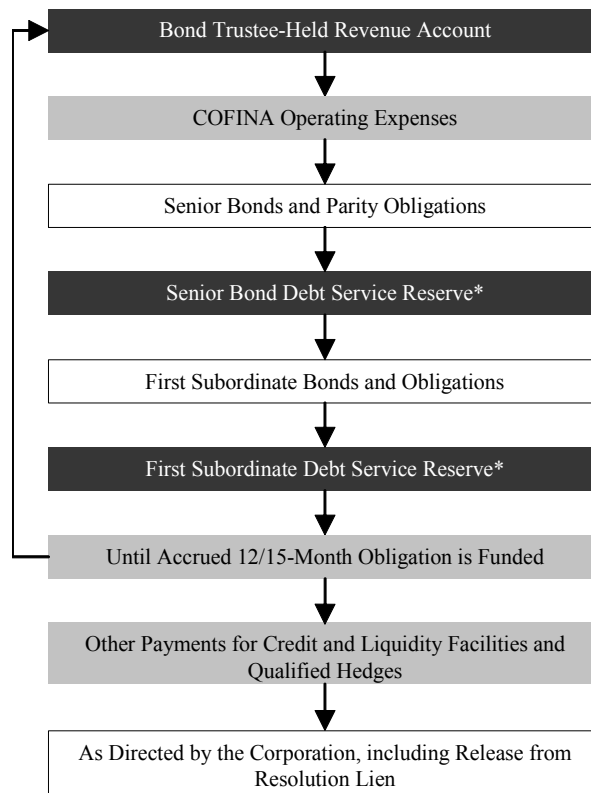 Bond Trustee-Held Revenue Account
COFINA Operating Expenses
Senior Bonds and Parity Obligations
Senior Bond Debt Service Reserve*
First Subordinate Bonds and Obligations
First Subordinate Debt Service Reserve*
Until Accrued 12/15-Month Obligation is Funded
Other Payments for Credit and Liquidity Facilities and
Qualified Hedges
As Directed by the Corporation, including Release from
Resolution Lien